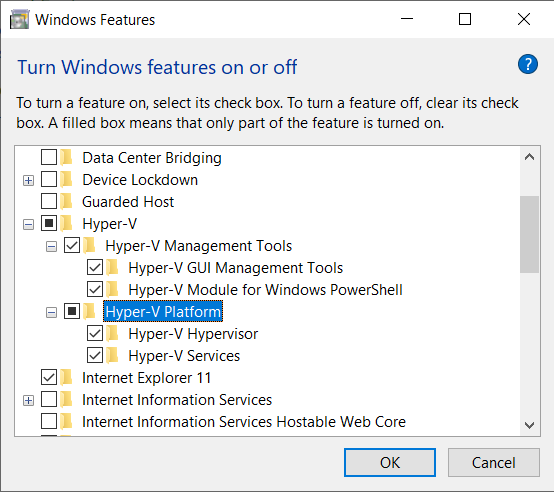 Windows Features
Turn Windows features on or off
?
To turn a feature on, select its check box. To turn a feature off, clear its check
box. A filled box means that only part of the feature is turned on.
Data Center Bridging
Device Lockdown
Guarded Host
Hyper-V
Hyper-V Management Tools
Hyper-V GUI Management Tools
Hyper-V Module for Windows PowerShell
Hyper-V Platform
Hyper-V Hypervisor
Hyper-V Services
Internet Explorer 11
Internet Information Services
Internet Information Services Hostable Web Core
OK
Cancel